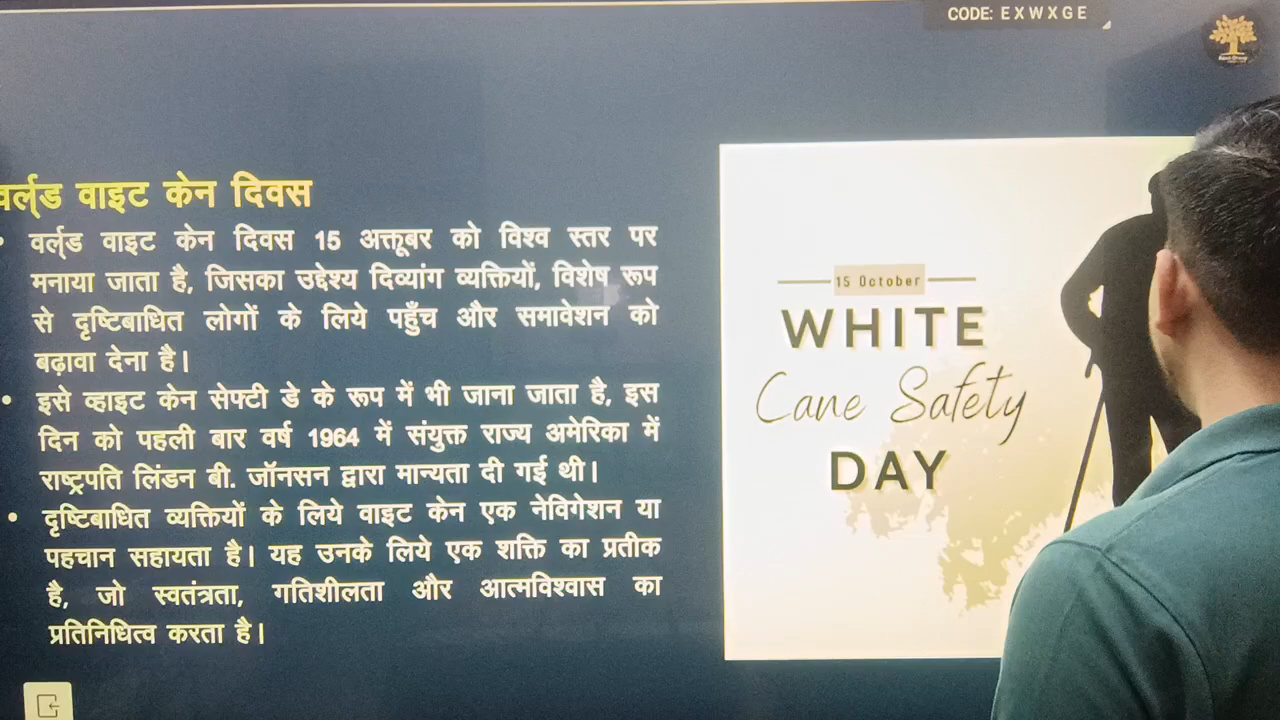 CODE: EXWXGE
वर्ल्ड वाइट केन दिवस
• वर्ल्ड वाइट केन दिवस 15 अक्तूबर को विश्व स्तर पर
मनाया जाता है, जिसका उद्देश्य दिव्यांग व्यक्तियों, विशेष रूप
से दृष्टिबाधित लोगों के लिये पहुँच और समावेशन को
बढ़ावा देना है।
• इसे व्हाइट केन सेफ्टी डे के रूप में भी जाना जाता है, इस
दिन को पहली बार वर्ष 1964 में संयुक्त राज्य अमेरिका में
राष्ट्रपति लिंडन बी. जॉनसन द्वारा मान्यता दी गई थी।
• दृष्टिबाधित व्यक्तियों के लिये वाइट केन एक नेविगेशन या
पहचान सहायता है। यह उनके लिये एक शक्ति का प्रतीक
है, जो स्वतंत्रता, गतिशीलता और आत्मविश्वास का
प्रतिनिधित्व करता है।
15 October
WHITE
Cane Safety
DAY